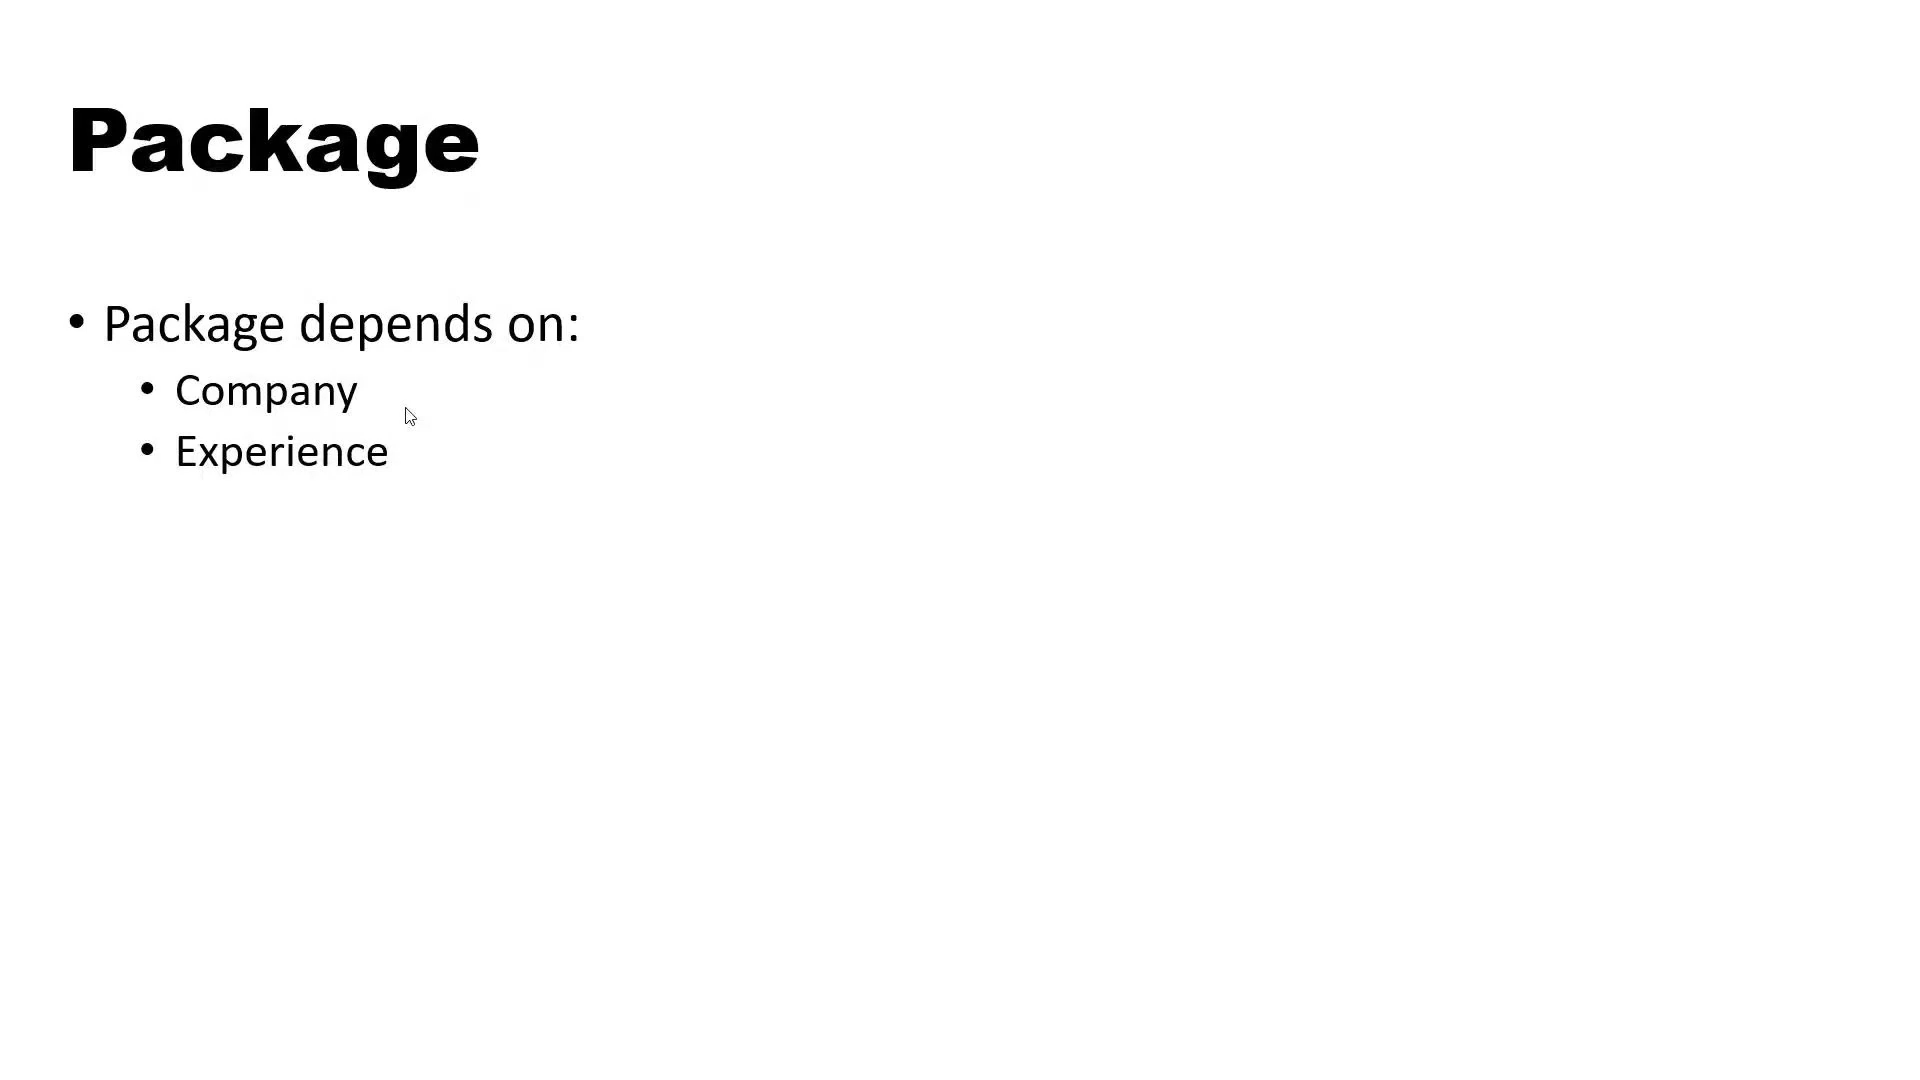 Package
• Package depends on:
• Company
• Experience